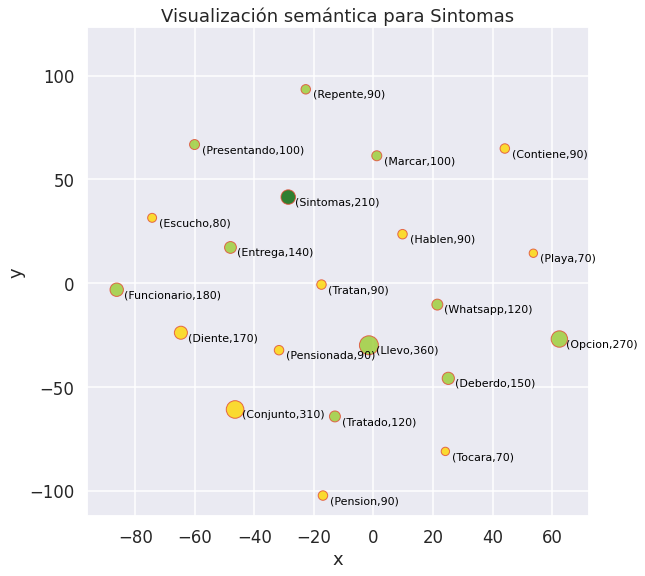 Visualización semántica para Sintomas
100
50
0
−50
−100
y
(Repente,90)
(Presentando,100)
(Marcar,100)
(Contiene,90)
(Sintomas,210)
(Escucho,80)
(Hablen,90)
(Entrega,140)
(Playa,70)
(Funcionario,180)
(Tratan,90)
(Whatsapp,120)
(Diente,170)
(Pensionada,90)
(Llevo,360)
(Opcion,270)
(Deberdo,150)
(Conjunto,310)
(Tratado,120)
(Tocara,70)
(Pension,90)
−80 −60 −40 −20 0 20 40 60
x